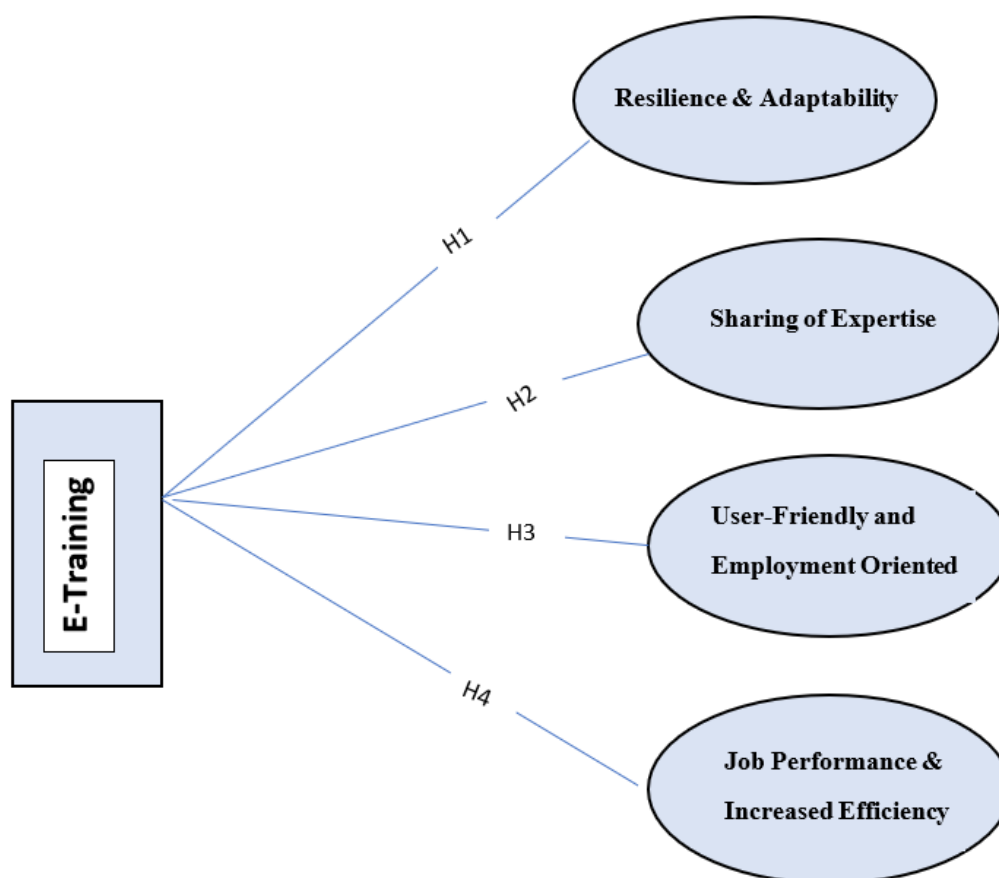 Resilience & Adaptability
H1
Sharing of Expertise
H2
E-Training
User-Friendly and
Employment Oriented
H3
H4
Job Performance &
Increased Efficiency